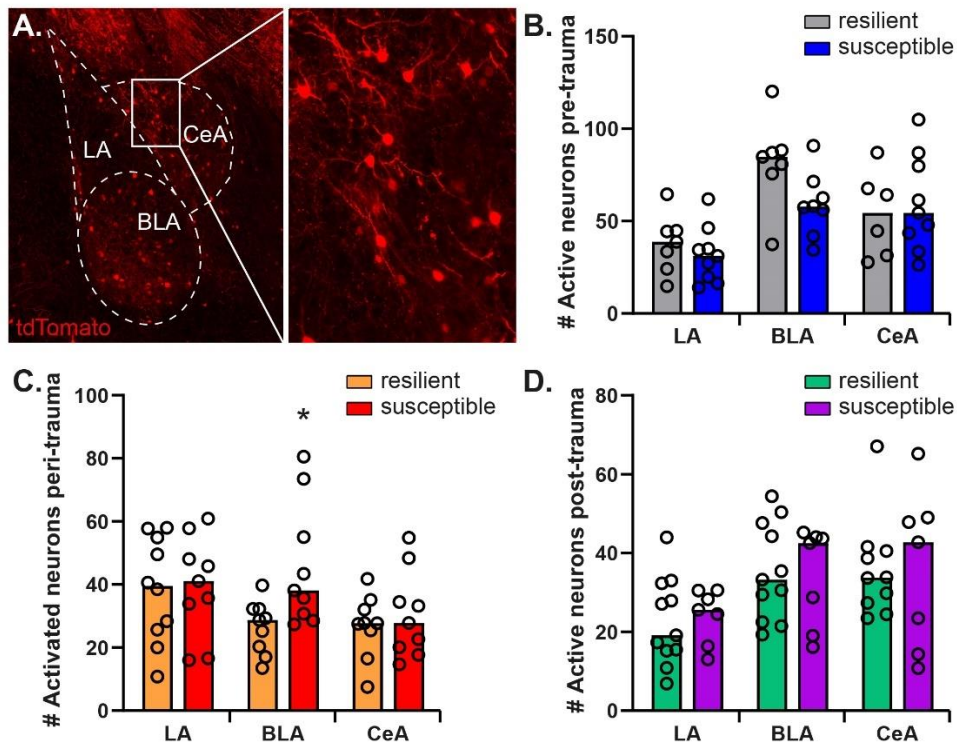 A.
LA
CeA
BLA
tdTomato
B.
resilient
susceptible
# Active neurons pre-trauma
150
100
50
0
LA
BLA
CeA
C.
resilient
susceptible
# Activated neurons peri-trauma
100
80
60
40
20
0
*
LA
BLA
CeA
D.
resilient
susceptible
# Active neurons post-trauma
80
60
40
20
0
LA
BLA
CeA